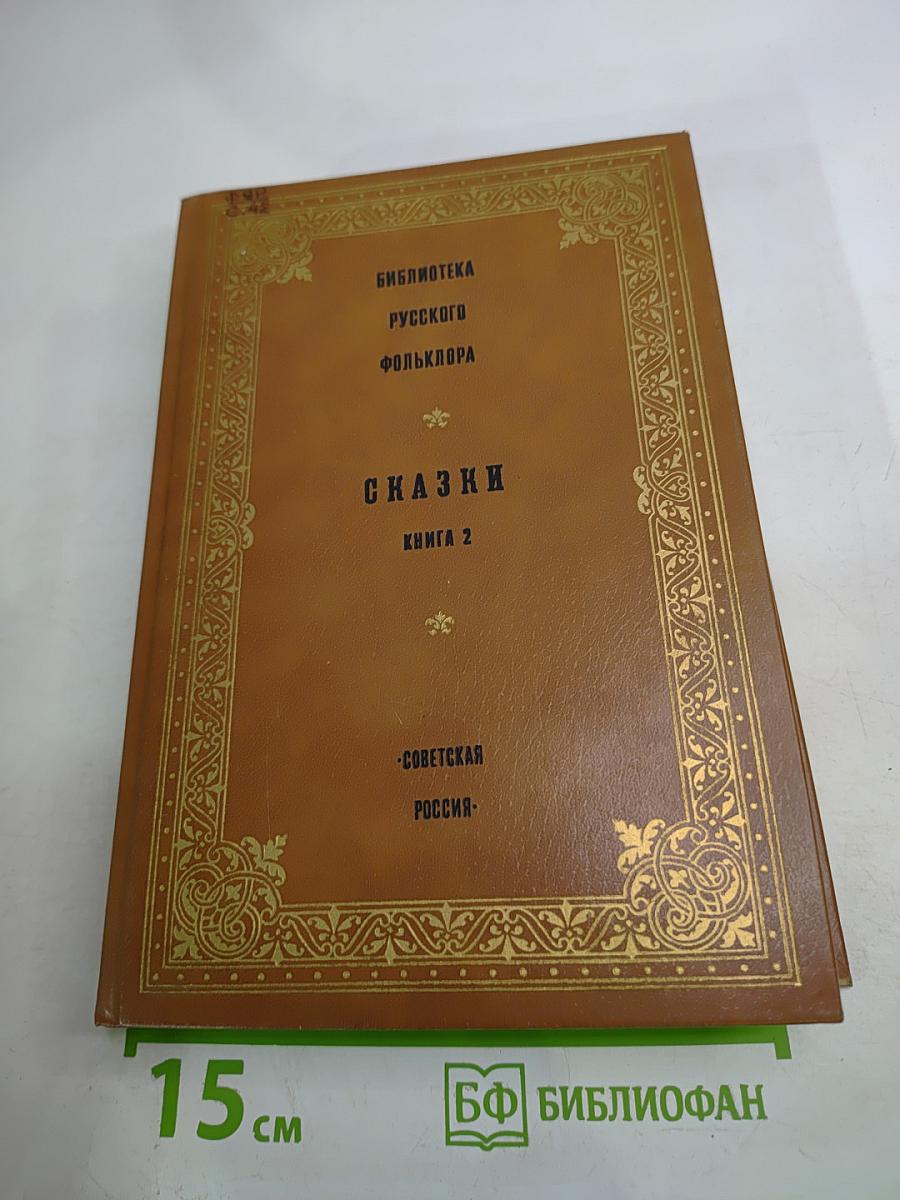 БИБЛИОТЕКА
РУССКОГО
ФОЛЬКЛОРА
СКАЗКИ
КНИГА 2
·СОВЕТСКАЯ
РОССИЯ·
15 см
БФ БИБЛИОФАН